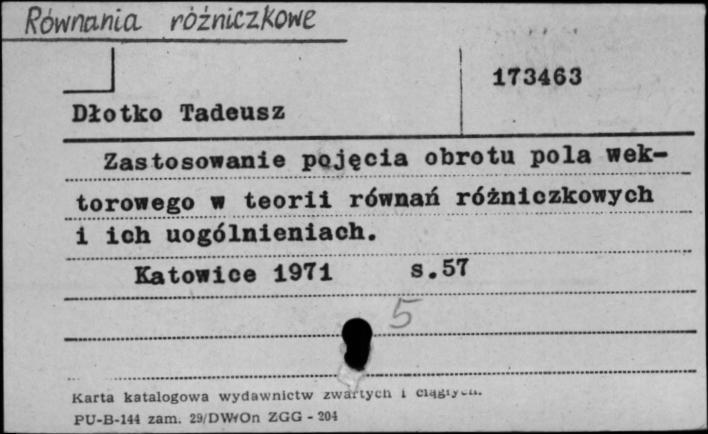 Równania różniczkowe
173463
Dłotko Tadeusz
Zastosowanie pojęcia obrotu pola wek-
torowego w teorii równań różniczkowych
i ich uogólnieniach.
Katowice 1971 s.57
5
Karta katalogowa wydawnictw zwartych i ciągłych.
PU-B-144 zam. 29/DWOn ZGG - 204